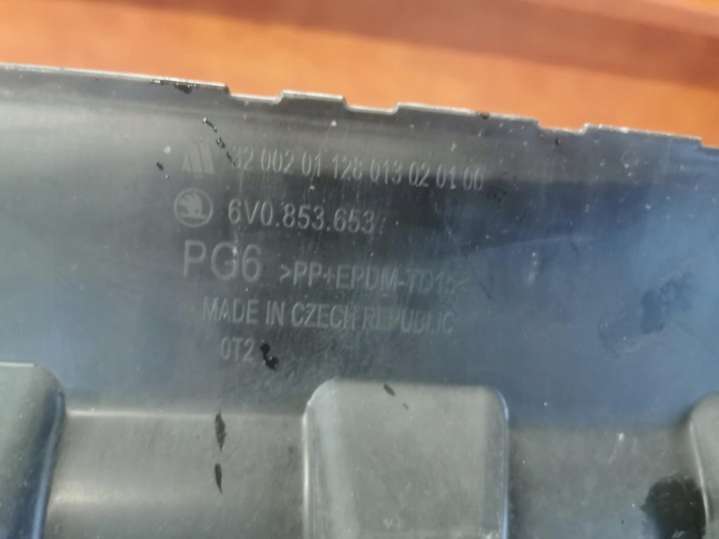 32 002 01 128 013 02 01 00
6V0.853.653
PG6 >PP+EPDM-TD15<
MADE IN CZECH REPUBLIC
0T2